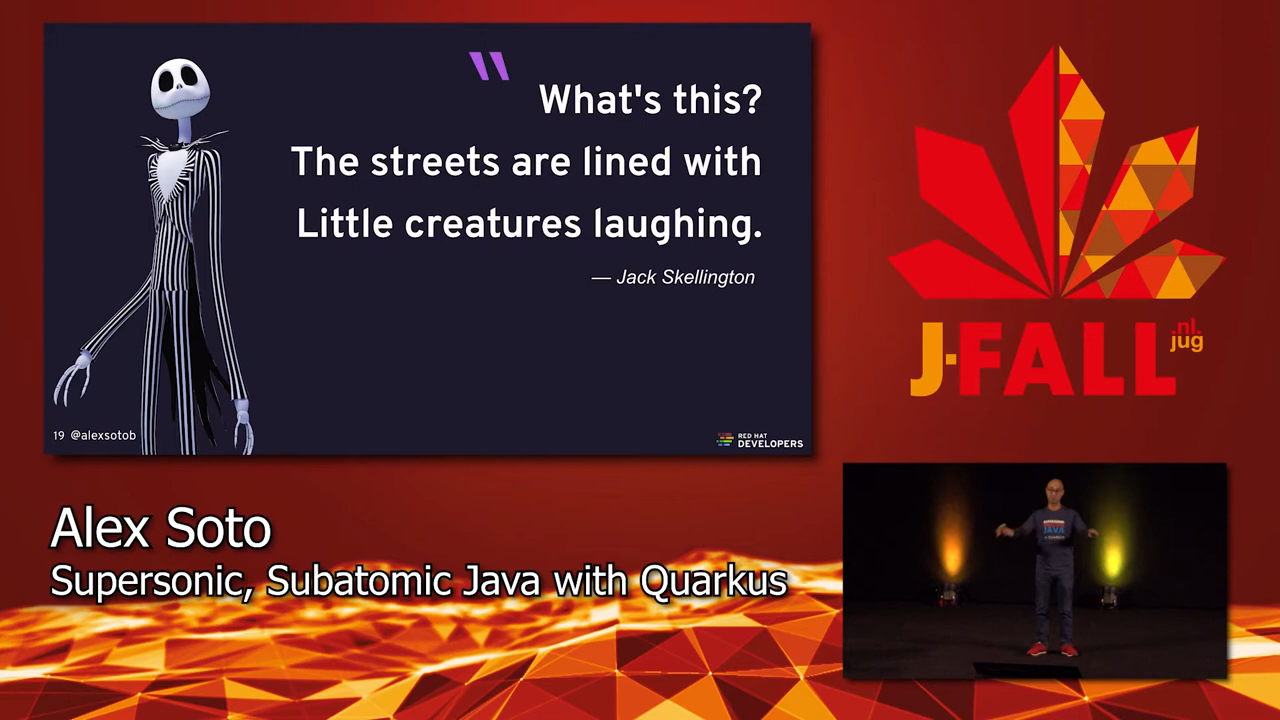 What's this?
The streets are lined with
Little creatures laughing.
— Jack Skellington
19 @alexsotob
RED HAT
DEVELOPERS
J-FALL
.nl.
jug
Alex Soto
Supersonic, Subatomic Java with Quarkus
JAVA